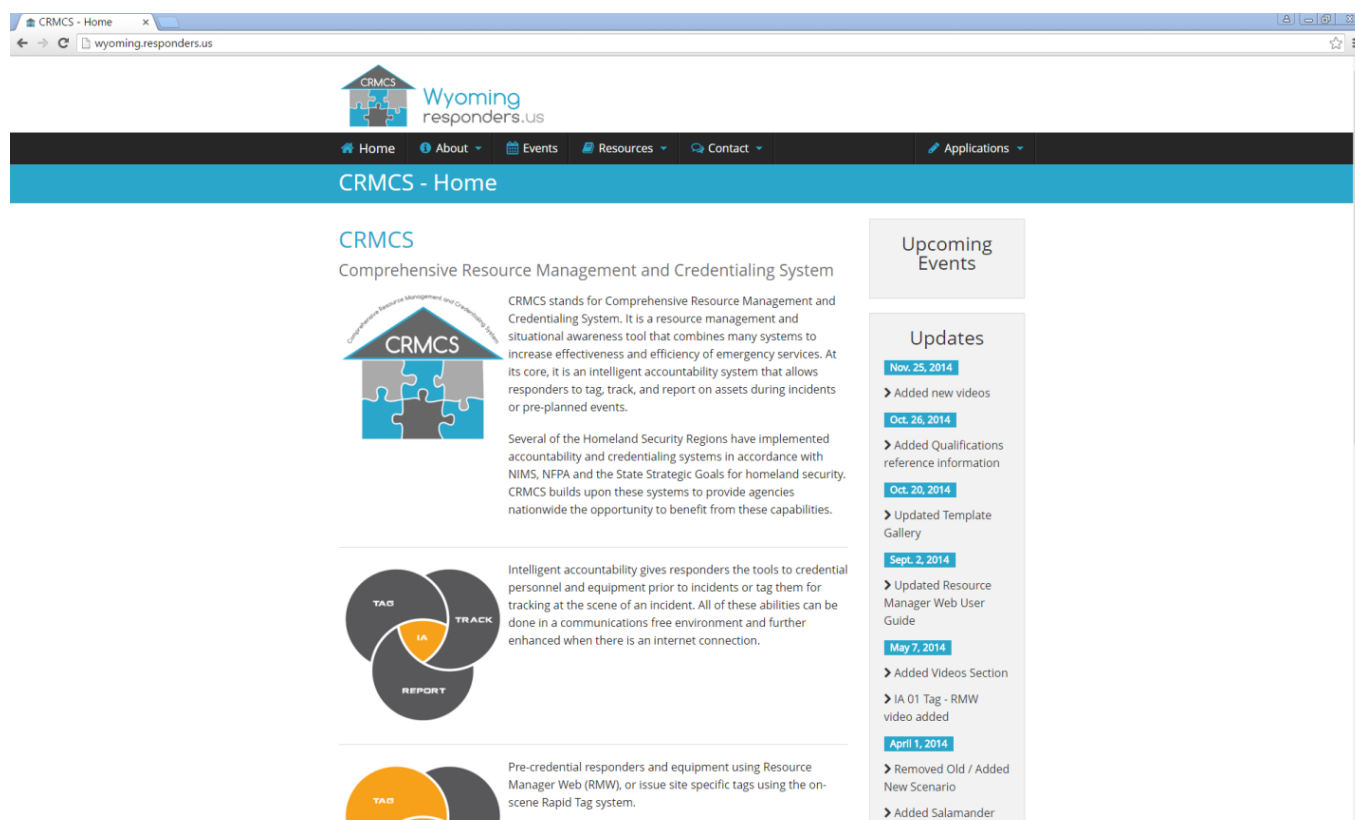 CRMCS - Home
wyoming.responders.us
CRMCS
Wyoming
responders.us
Home
About
Events
Resources
Contact
Applications
CRMCS - Home
CRMCS
Comprehensive Resource Management and Credentialing System
Comprehensive Resource Management and Credentialing System
CRMCS
CRMCS stands for Comprehensive Resource Management and
Credentialing System. It is a resource management and
situational awareness tool that combines many systems to
increase effectiveness and efficiency of emergency services. At
its core, it is an intelligent accountability system that allows
responders to tag, track, and report on assets during incidents
or pre-planned events.
Several of the Homeland Security Regions have implemented
accountability and credentialing systems in accordance with
NIMS, NFPA and the State Strategic Goals for homeland security.
CRMCS builds upon these systems to provide agencies
nationwide the opportunity to benefit from these capabilities.
TAG
TRACK
IA
REPORT
Intelligent accountability gives responders the tools to credential
personnel and equipment prior to incidents or tag them for
tracking at the scene of an incident. All of these abilities can be
done in a communications free environment and further
enhanced when there is an internet connection.
TAG
Pre-credential responders and equipment using Resource
Manager Web (RMW), or issue site specific tags using the on-
scene Rapid Tag system.
Upcoming
Events
Updates
Nov. 25, 2014
Added new videos
Oct. 26, 2014
Added Qualifications
reference information
Oct. 20, 2014
Updated Template
Gallery
Sept. 2, 2014
Updated Resource
Manager Web User
Guide
May 7, 2014
Added Videos Section
IA 01 Tag - RMW
video added
April 1, 2014
Removed Old / Added
New Scenario
Added Salamander